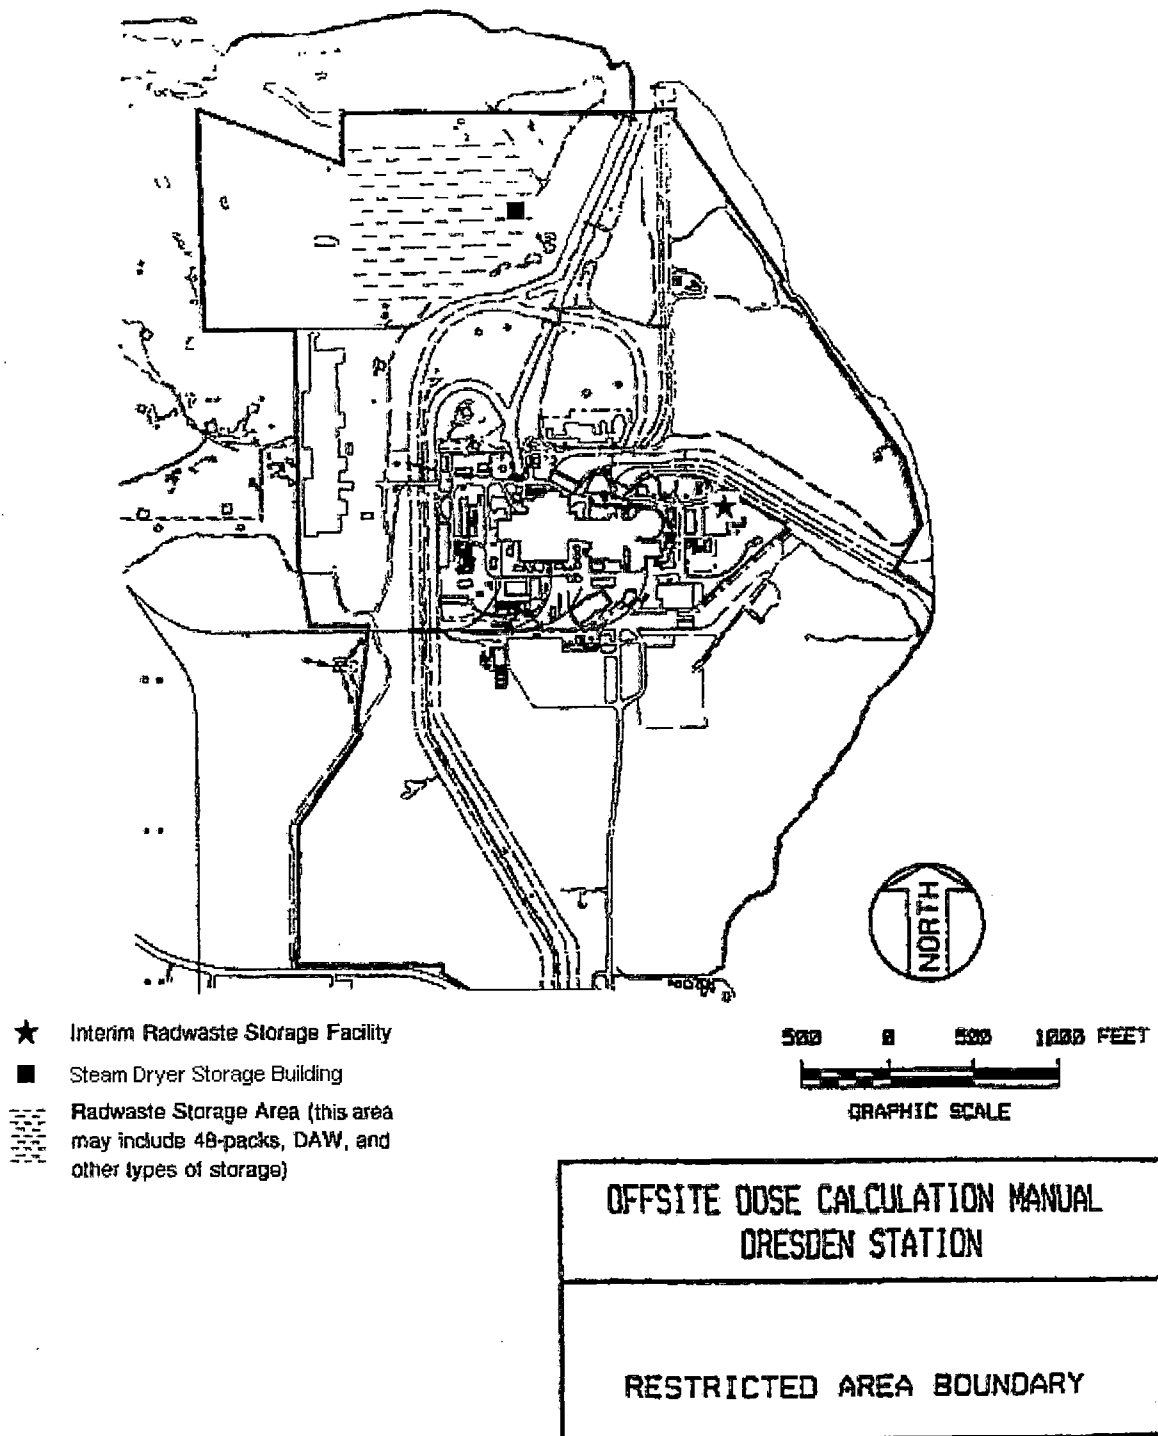 NORTH
★ Interim Radwaste Storage Facility
■ Steam Dryer Storage Building
Radwaste Storage Area (this area
may include 48-packs, DAW, and
other types of storage)
500 0 500 1000 FEET
GRAPHIC SCALE
OFFSITE DOSE CALCULATION MANUAL
DRESDEN STATION
RESTRICTED AREA BOUNDARY